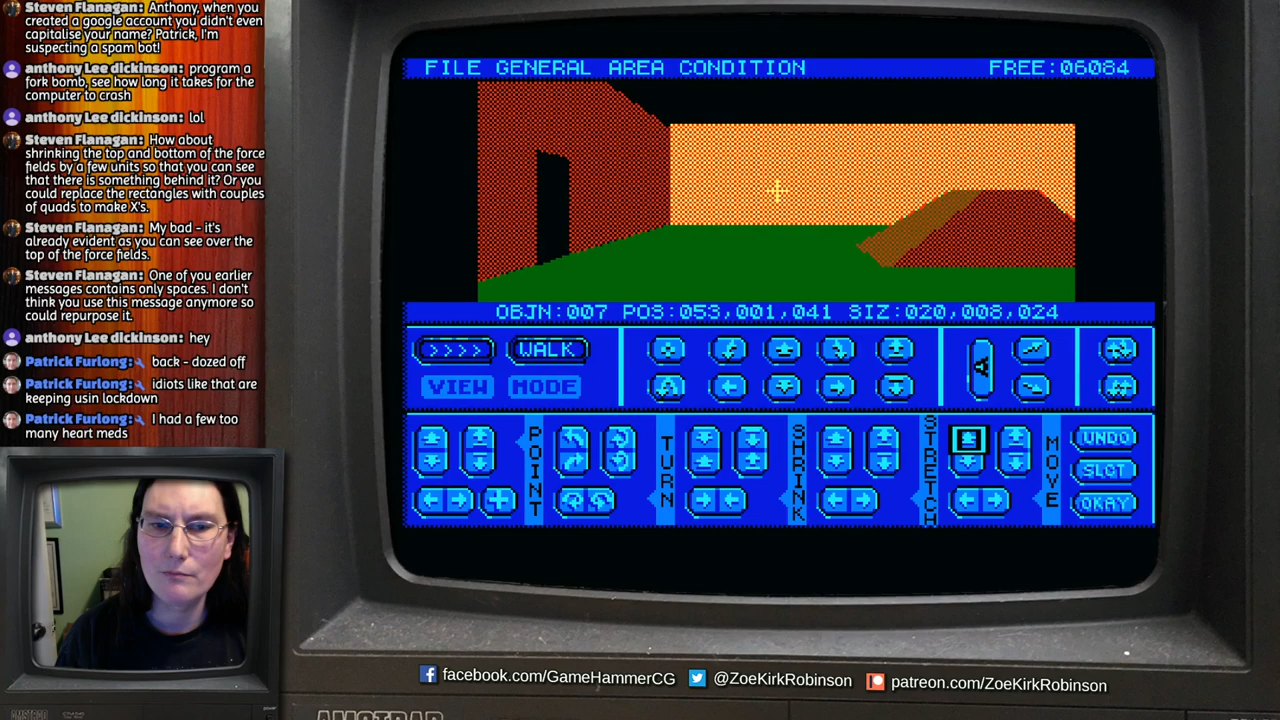 Steven Flanagan: Anthony, when you
created a google account you didn't even
capitalise your name? Patrick, I'm
suspecting a spam bot!
anthony Lee dickinson: program a
fork bomb, see how long it takes for the
computer to crash
anthony Lee dickinson: lol
Steven Flanagan: How about
shrinking the top and bottom of the force
fields by a few units so that you can see
that there is something behind it? Or you
could replace the rectangles with couples
of quads to make X's.
Steven Flanagan: My bad - it's
already evident as you can see over the
top of the force fields.
Steven Flanagan: One of you earlier
messages contains only spaces. I don't
think you use this message anymore so
could repurpose it.
anthony Lee dickinson: hey
Patrick Furlong: back - dozed off
Patrick Furlong: idiots like that are
keeping usin lockdown
Patrick Furlong: I had a few too
many heart meds
FILE GENERAL AREA CONDITION FREE:06084
OBJN:007 POS:053,001,041 SIZ:020,008,024
>>>> WALK
VIEW MODE
POINT
TURN
SHRINK
STRETCH
MOVE
UNDO
SLCT
OKAY
facebook.com/GameHammerCG @ZoeKirkRobinson patreon.com/ZoeKirkRobinson
AMSTRAD